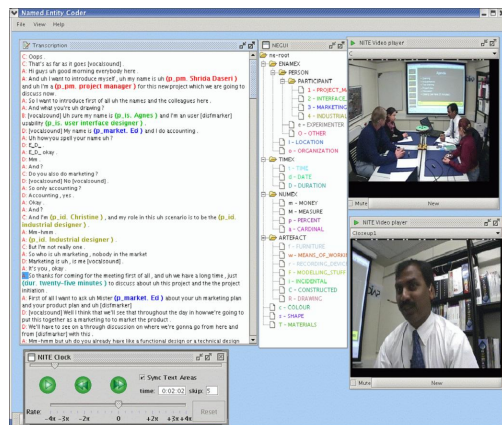 Named Entity Coder
File View Help
Transcription
C: Oops .
C: That's as far as it goes [vocalsound] .
A: Hi guys uh good morning everybody here .
A: And uh I want to introduce myself , uh my name is uh (p_pm. Shrida Daseri )
and uh I'm a (p_pm. project manager ) for this new project which we are going to
discuss now .
A: So I want to introduce first of all uh the names and the colleagues here .
A: And what you're uh drawing ?
B: [vocalsound] Uh sure my name is (p_is. Agnes ) and I'm an user [disfmarker]
usability (p_is. user interface designer ) .
D: [vocalsound] My name is (p_market. Ed ) and I do accounting .
A: Uh how you spell your name uh ?
D: E_D_
A: E_D_ okay .
D: Mm .
A: And ?
C: Do you also do marketing ?
D: [vocalsound] No [vocalsound] .
C: So only accounting ?
D: Accounting , yes .
A: Okay .
A: And ?
C: And I'm (p_id. Christine ) , and my role in this uh scenario is to be the (p_id.
industrial designer ) .
A: Mm-hmm .
A: (p_id. Industrial designer ) .
C: But I'm not really one .
A: So who is uh marketing , nobody in the market
D: Marketing is uh , is me [vocalsound] .
A: It's you , okay .
So thanks for coming for the meeting first of all , and uh we have a long time , just
(dur. twenty-five minutes ) to discuss about uh this project and the the project
initiation .
A: First of all I want to ask uh Mister (p_market. Ed ) about your uh marketing plan
and your product plan and uh [disfmarker]
D: [vocalsound] Well I think that we'll see that throughout the day in how we're going to
put this together as a marketing to to market the product .
D: We'll have to see on a through discussion on where we're gonna go from here and
from [disfmarker] with this .
A: Mm-hmm but uh do you already have like a functional design or a technical design
NEGUI
ne-root
ENAMEX
PERSON
PARTICIPANT
1 - PROJECT_MA
2 - INTERFACE_
3 - MARKETING
4 - INDUSTRIAL
e - EXPERIMENTER
O - OTHER
l - LOCATION
o - ORGANIZATION
TIMEX
t - TIME
d - DATE
D - DURATION
NUMEX
m - MONEY
M - MEASURE
p - PERCENT
a - CARDINAL
ARTEFACT
f - FURNITURE
w - MEANS_OF_WORKI
r - RECORDING_DEVICE
F - MODELLING_STUFF
i - INCIDENTAL
C - CONSTRUCTED
R - DRAWING
c - COLOUR
s - SHAPE
T - MATERIALS
NITE Video player
C
Mute New
NITE Video player
Closeup1
Mute New
NITE Clock
Sync Text Areas
time: 0:02:02 skip: 5
Rate:
-4x -3x -2x 0 +2x +3x+4x
Reset